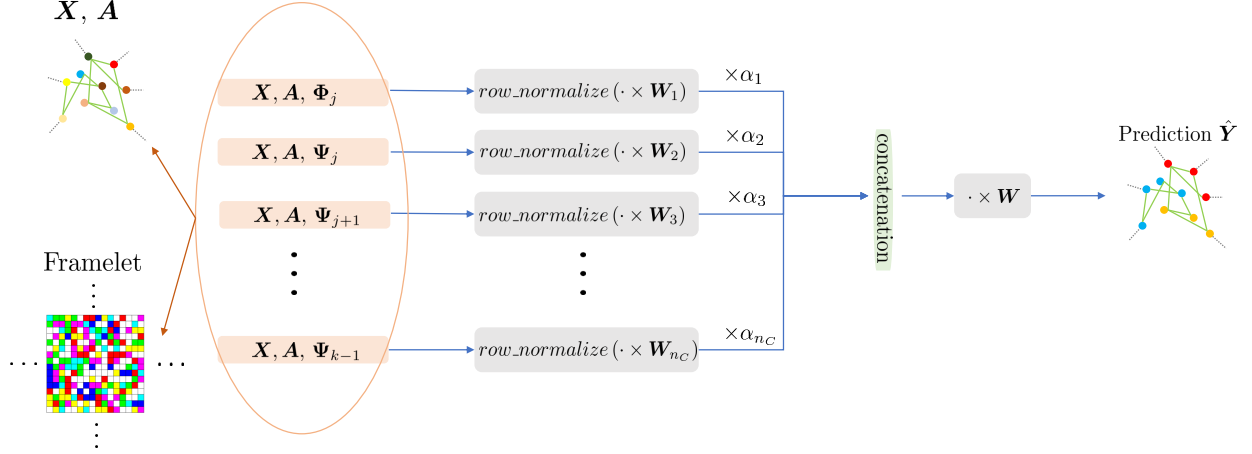 X, A
X, A, Φ_j
row_normalize (· × W_1)
×α_1
X, A, Ψ_j
row_normalize (· × W_2)
×α_2
X, A, Ψ_{j+1}
row_normalize (· × W_3)
×α_3
X, A, Ψ_{k−1}
row_normalize (· × W_{n_C})
×α_{n_C}
Framelet
concatenation
· × W
Prediction Ŷ